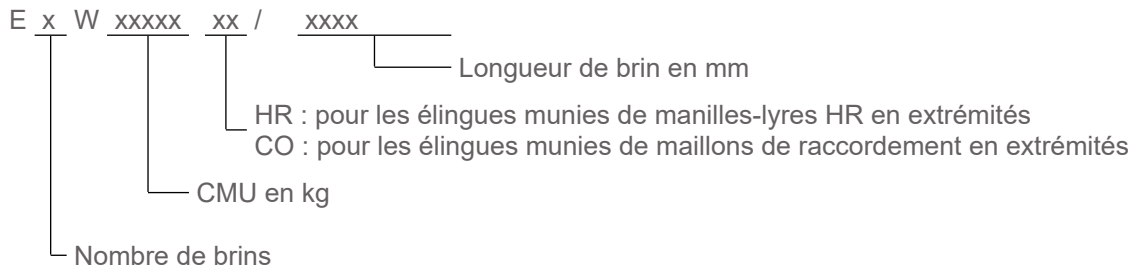 E x W xxxxx xx / xxxx
Longueur de brin en mm
HR : pour les élingues munies de manilles-lyres HR en extrémités
CO : pour les élingues munies de maillons de raccordement en extrémités
CMU en kg
Nombre de brins